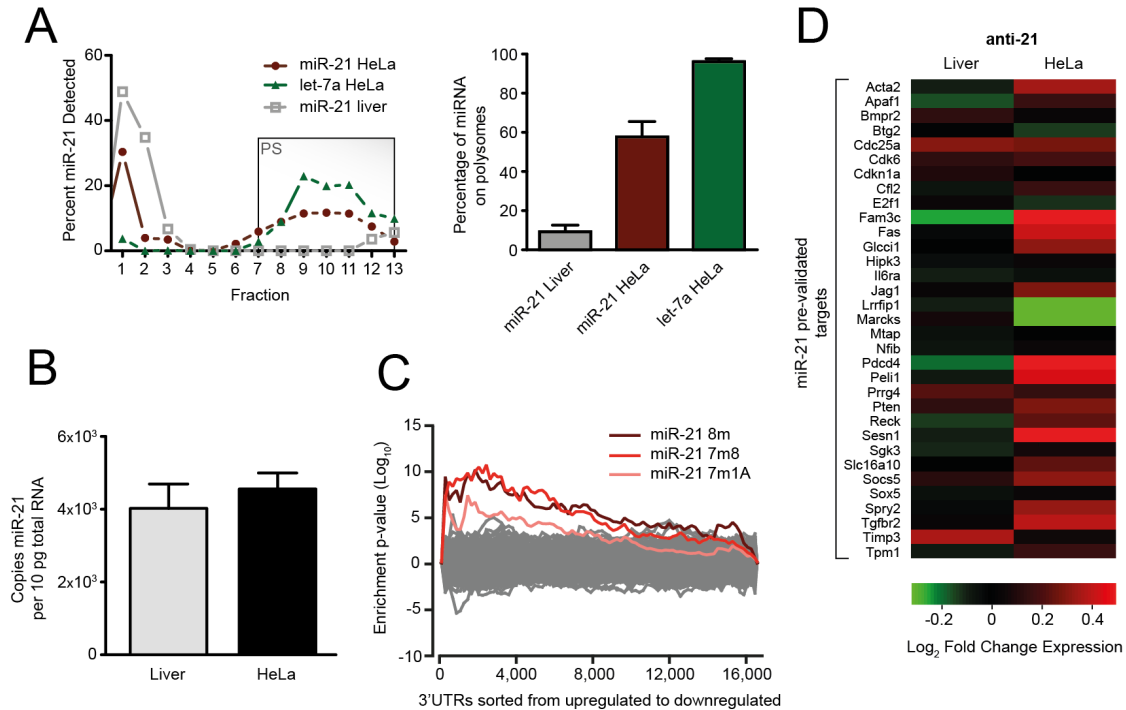 A
Percent miR-21 Detected
60
40
20
0
miR-21 HeLa
let-7a HeLa
miR-21 liver
PS
1 2 3 4 5 6 7 8 9 10 11 12 13
Fraction
Percentage of miRNA
on polysomes
100
80
60
40
20
0
miR-21 Liver
miR-21 HeLa
let-7a HeLa
B
Copies miR-21
per 10 pg total RNA
6x10³
4x10³
2x10³
0
Liver
HeLa
C
Enrichment p-value (Log₁₀)
15
10
5
0
-5
-10
miR-21 8m
miR-21 7m8
miR-21 7m1A
0 4,000 8,000 12,000 16,000
3'UTRs sorted from upregulated to downregulated
D
anti-21
Liver HeLa
miR-21 pre-validated
targets
Acta2
Apaf1
Bmpr2
Btg2
Cdc25a
Cdk6
Cdkn1a
Cfl2
E2f1
Fam3c
Fas
Glcci1
Hipk3
Il6ra
Jag1
Lrrfip1
Marcks
Mtap
Nfib
Pdcd4
Peli1
Prrg4
Pten
Reck
Sesn1
Sgk3
Slc16a10
Socs5
Sox5
Spry2
Tgfbr2
Timp3
Tpm1
-0.2 0 0.2 0.4
Log₂ Fold Change Expression